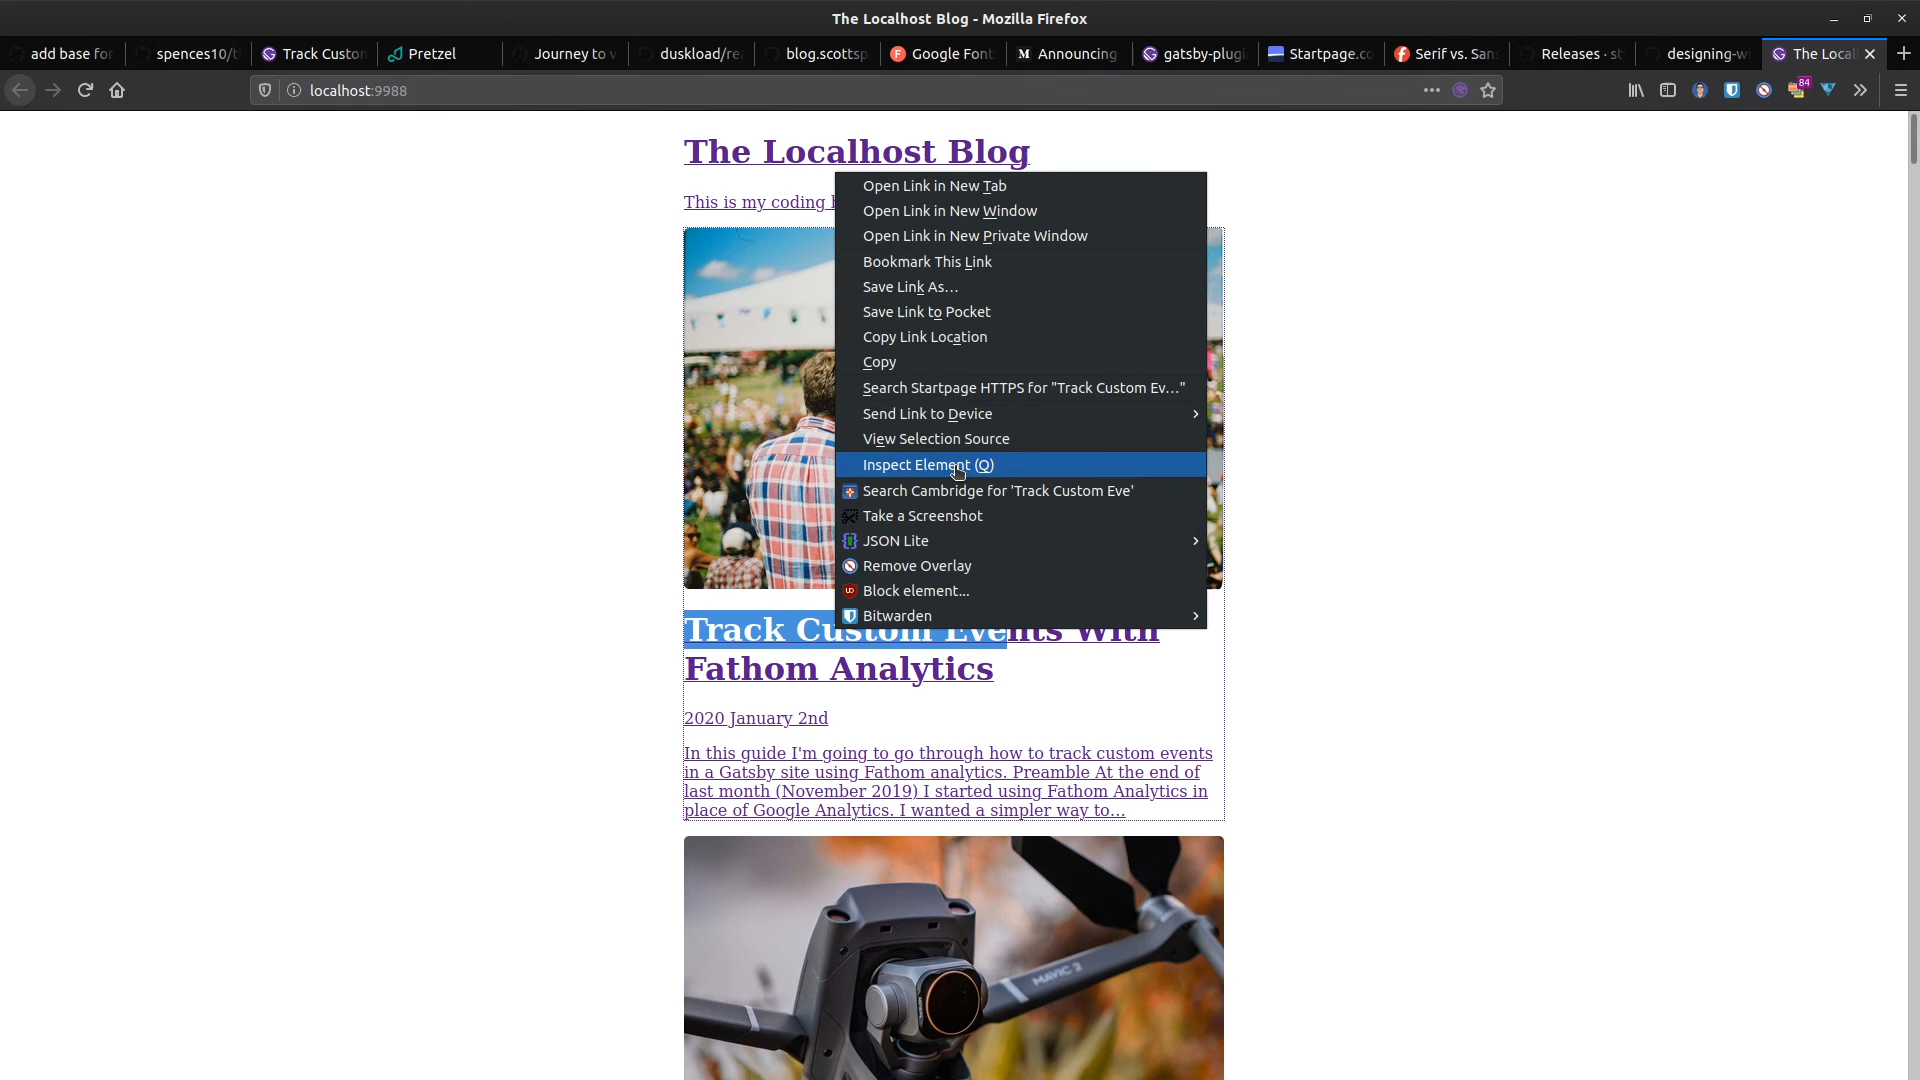 The Localhost Blog - Mozilla Firefox
add base for
spences10/t
Track Custom
Pretzel
Journey to v
duskload/re
blog.scottsp
Google Font
Announcing
gatsby-plug
Startpage.co
Serif vs. San
Releases · st
designing-w
The Local
localhost:9988
84
The Localhost Blog
This is my coding b
Open Link in New Tab
Open Link in New Window
Open Link in New Private Window
Bookmark This Link
Save Link As…
Save Link to Pocket
Copy Link Location
Copy
Search Startpage HTTPS for "Track Custom Ev…"
Send Link to Device
View Selection Source
Inspect Element (Q)
Search Cambridge for 'Track Custom Eve'
Take a Screenshot
JSON Lite
Remove Overlay
Block element…
Bitwarden
Track Custom Events With
Fathom Analytics
2020 January 2nd
In this guide I'm going to go through how to track custom events
in a Gatsby site using Fathom analytics. Preamble At the end of
last month (November 2019) I started using Fathom Analytics in
place of Google Analytics. I wanted a simpler way to…
MAVIC 2